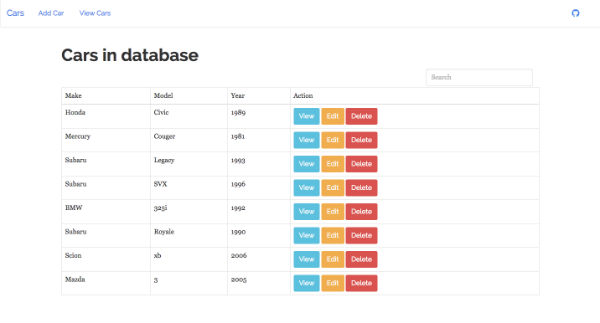 Cars Add Car View Cars
Cars in database
Search
Make Model Year Action
Honda Civic 1989 View Edit Delete
Mercury Couger 1981 View Edit Delete
Subaru Legacy 1993 View Edit Delete
Subaru SVX 1996 View Edit Delete
BMW 325i 1992 View Edit Delete
Subaru Royale 1990 View Edit Delete
Scion xb 2006 View Edit Delete
Mazda 3 2005 View Edit Delete